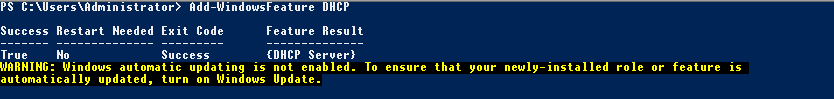 PS C:\Users\Administrator> Add-WindowsFeature DHCP
Success Restart Needed Exit Code Feature Result
------- -------------- --------- --------------
True No Success {DHCP Server}
WARNING: Windows automatic updating is not enabled. To ensure that your newly-installed role or feature is
automatically updated, turn on Windows Update.